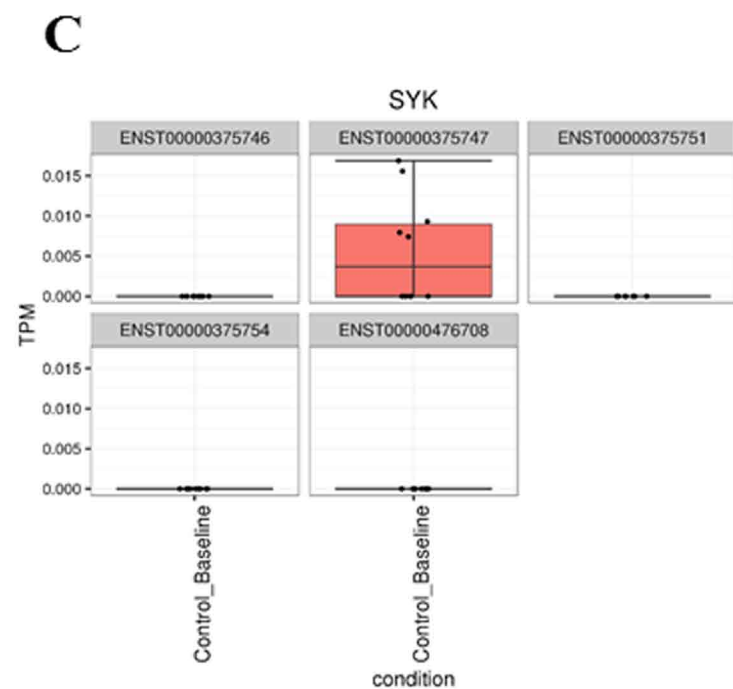 C
SYK
ENST00000375746 ENST00000375747 ENST00000375751
0.015
0.010
0.005
0.000
TPM
ENST00000375754 ENST00000476708
0.015
0.010
0.005
0.000
Control_Baseline Control_Baseline
condition